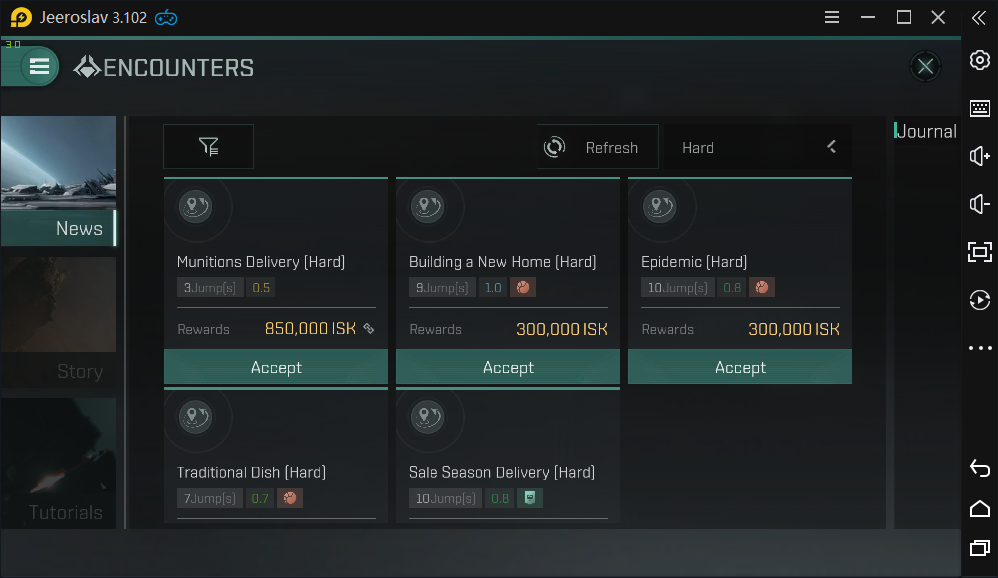 Jeeroslav 3.102
30
ENCOUNTERS
Journal
Refresh
Hard
News
Story
Tutorials
Munitions Delivery (Hard)
3Jump(s) 0.5
Rewards 850,000 ISK
Accept
Building a New Home (Hard)
9Jump(s) 1.0
Rewards 300,000 ISK
Accept
Epidemic (Hard)
10Jump(s) 0.8
Rewards 300,000 ISK
Accept
Traditional Dish (Hard)
7Jump(s) 0.7
Sale Season Delivery (Hard)
10Jump(s) 0.8